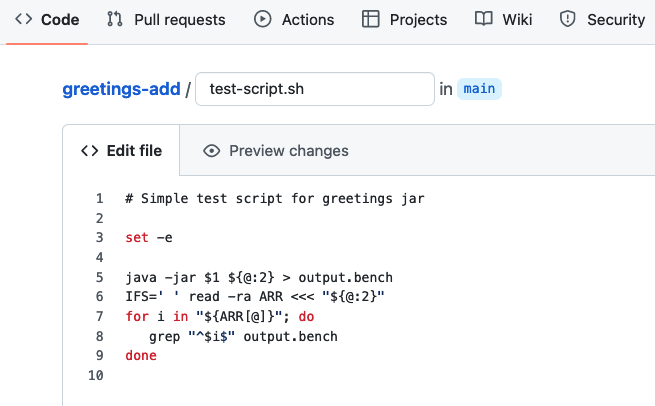 <> Code Pull requests Actions Projects Wiki Security
greetings-add / test-script.sh in main
<> Edit file Preview changes
1 # Simple test script for greetings jar
2
3 set -e
4
5 java -jar $1 ${@:2} > output.bench
6 IFS=' ' read -ra ARR <<< "${@:2}"
7 for i in "${ARR[@]}"; do
8 grep "^$i$" output.bench
9 done
10